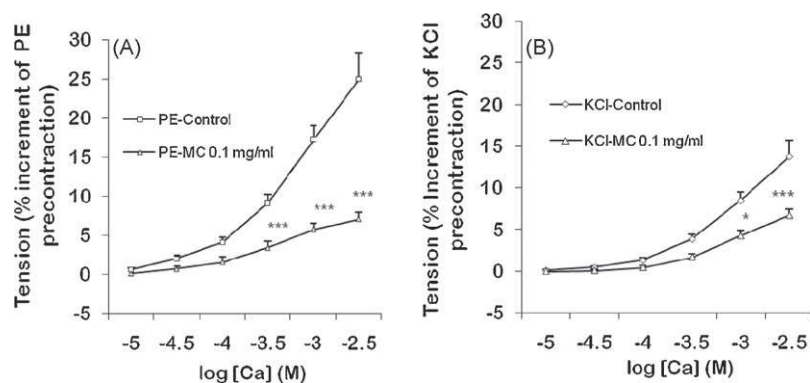 (A)
Tension (% increment of PE
precontraction)
30
25
20
15
10
5
0
-5
PE-Control
PE-MC 0.1 mg/ml
***
***
***
-5
-4.5
-4
-3.5
-3
-2.5
log [Ca] (M)
(B)
Tension (% Increment of KCl
precontraction)
30
25
20
15
10
5
0
-5
KCl-Control
KCl-MC 0.1 mg/ml
*
***
-5
-4.5
-4
-3.5
-3
-2.5
log [Ca] (M)